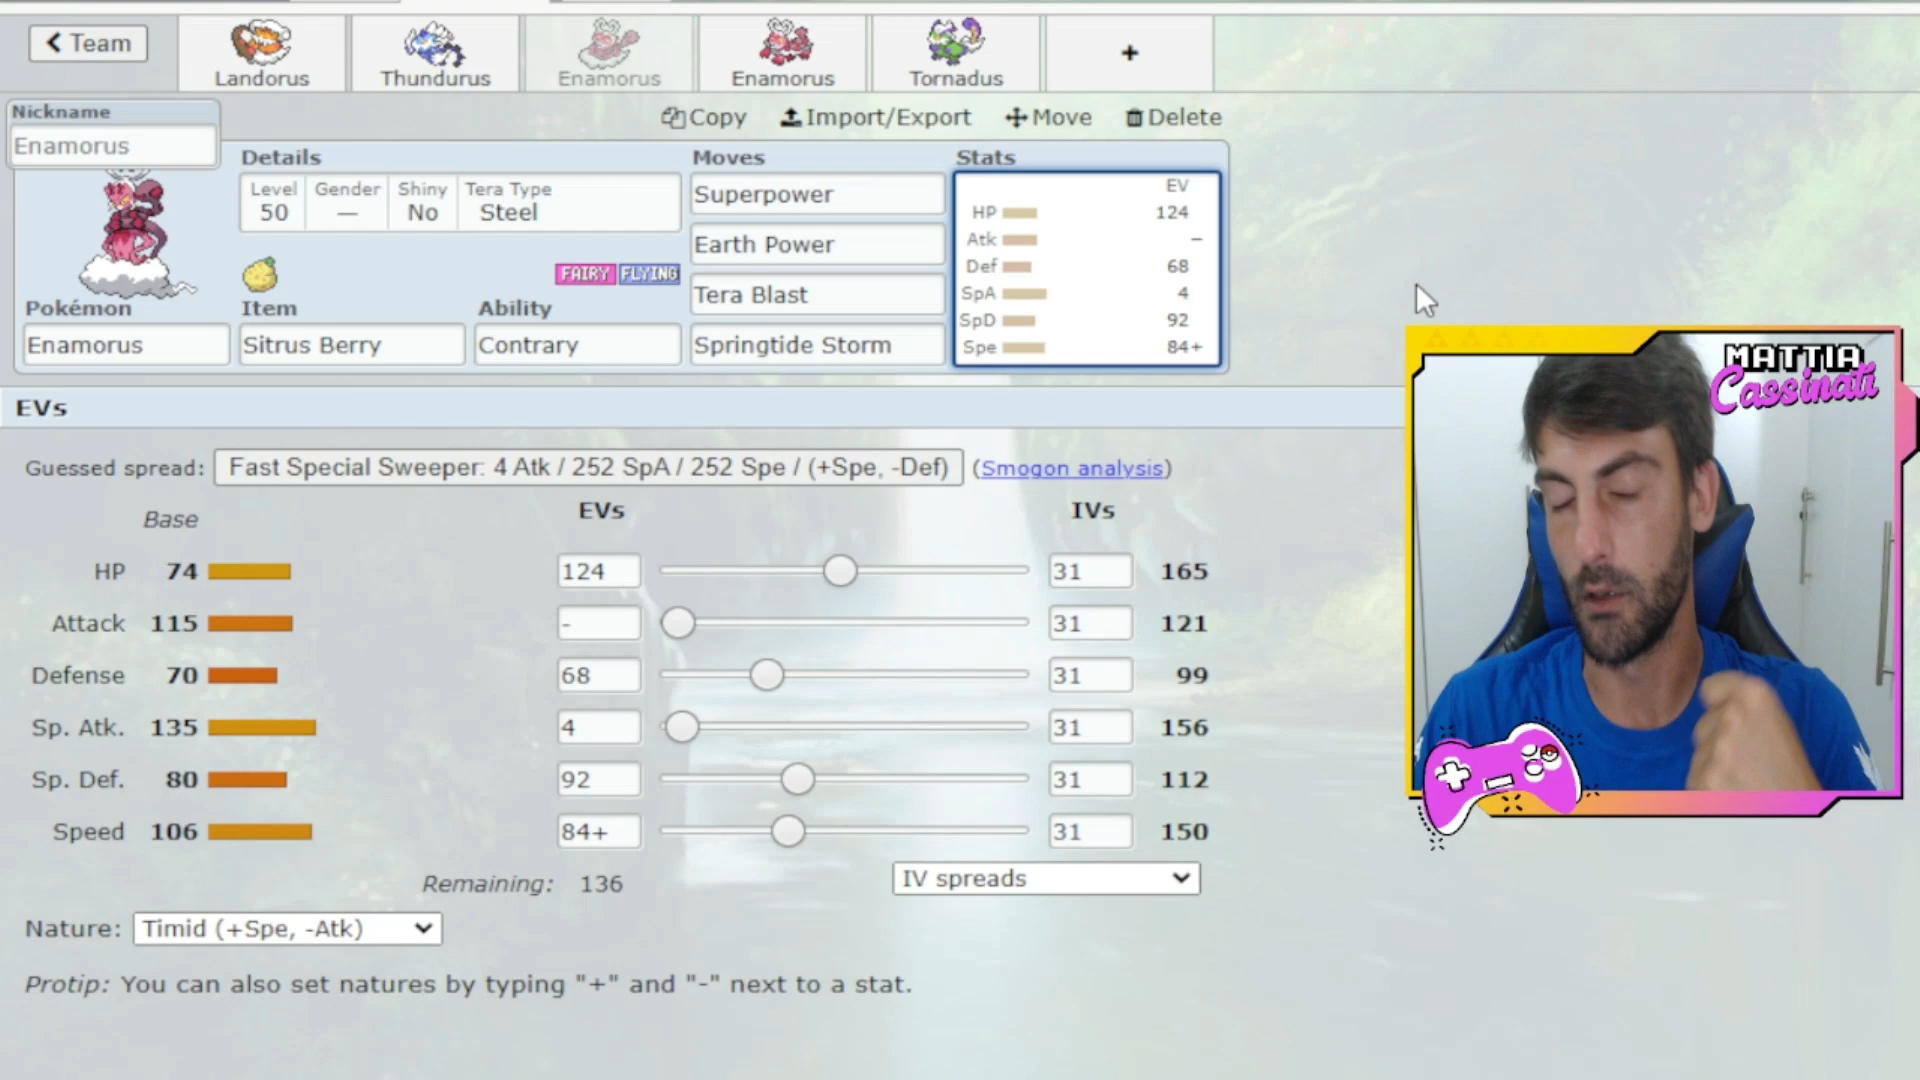 Team
Landorus
Thundurus
Enamorus
Enamorus
Tornadus
+
Nickname
Enamorus
Copy
Import/Export
Move
Delete
Details
Level
50
Gender
—
Shiny
No
Tera Type
Steel
FAIRY FLYING
Pokémon
Enamorus
Item
Sitrus Berry
Ability
Contrary
Moves
Superpower
Earth Power
Tera Blast
Springtide Storm
Stats
EV
HP 124
Atk –
Def 68
SpA 4
SpD 92
Spe 84+
MATTIA
Cassinati
EVs
Guessed spread: Fast Special Sweeper: 4 Atk / 252 SpA / 252 Spe / (+Spe, -Def) (Smogon analysis)
Base EVs IVs
HP 74 124 31 165
Attack 115 - 31 121
Defense 70 68 31 99
Sp. Atk. 135 4 31 156
Sp. Def. 80 92 31 112
Speed 106 84+ 31 150
Remaining: 136
IV spreads
Nature: Timid (+Spe, -Atk)
Protip: You can also set natures by typing "+" and "-" next to a stat.